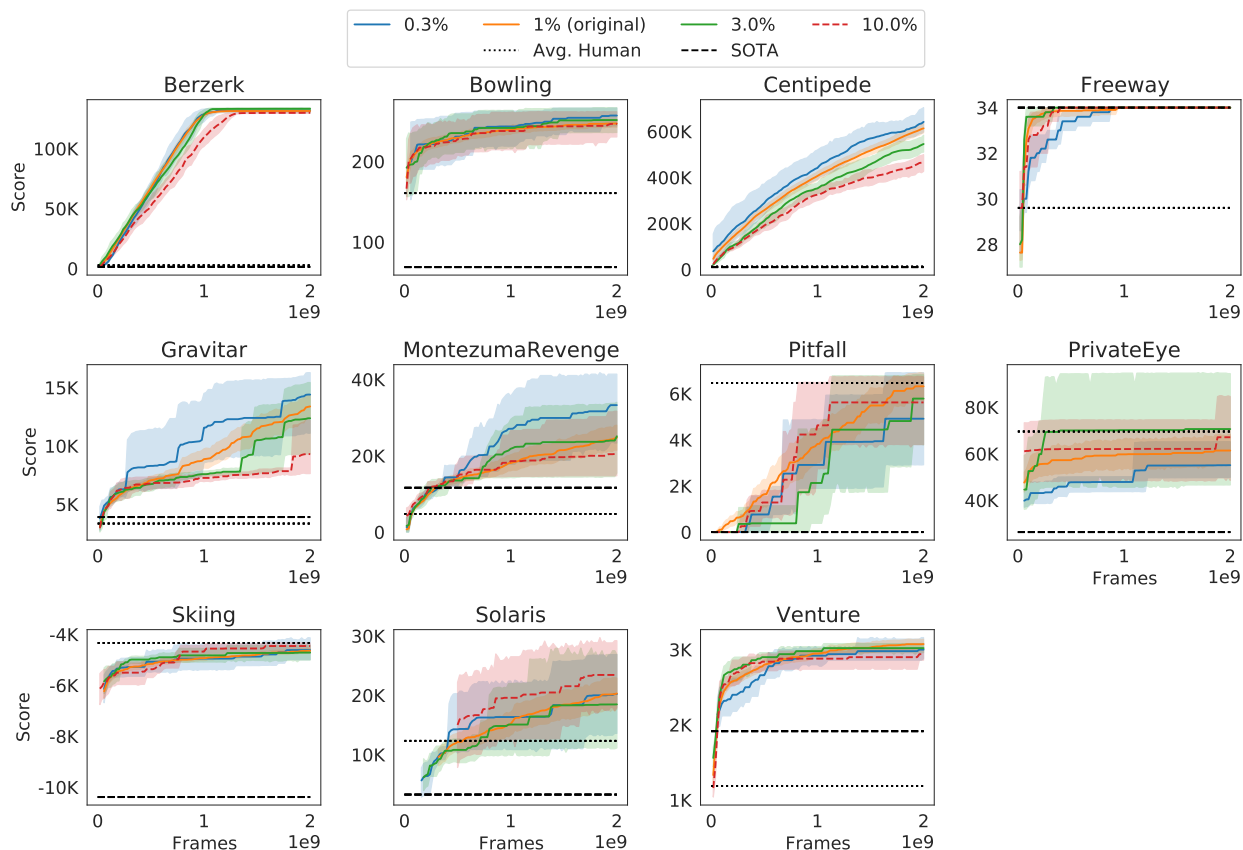 0.3% 1% (original) 3.0% 10.0%
Avg. Human SOTA
Berzerk Bowling Centipede Freeway
Score
100K
50K
0
0 1 2
1e9
200
100
0 1 2
1e9
600K
400K
200K
0
0 1 2
1e9
34
32
30
28
0 1 2
1e9
Gravitar MontezumaRevenge Pitfall PrivateEye
Score
15K
10K
5K
0 1 2
1e9
40K
20K
0
0 1 2
1e9
6K
4K
2K
0
0 1 2
1e9
80K
60K
40K
0 1 2
Frames 1e9
Skiing Solaris Venture
Score
-4K
-6K
-8K
-10K
0 1 2
Frames 1e9
30K
20K
10K
0 1 2
Frames 1e9
3K
2K
1K
0 1 2
Frames 1e9